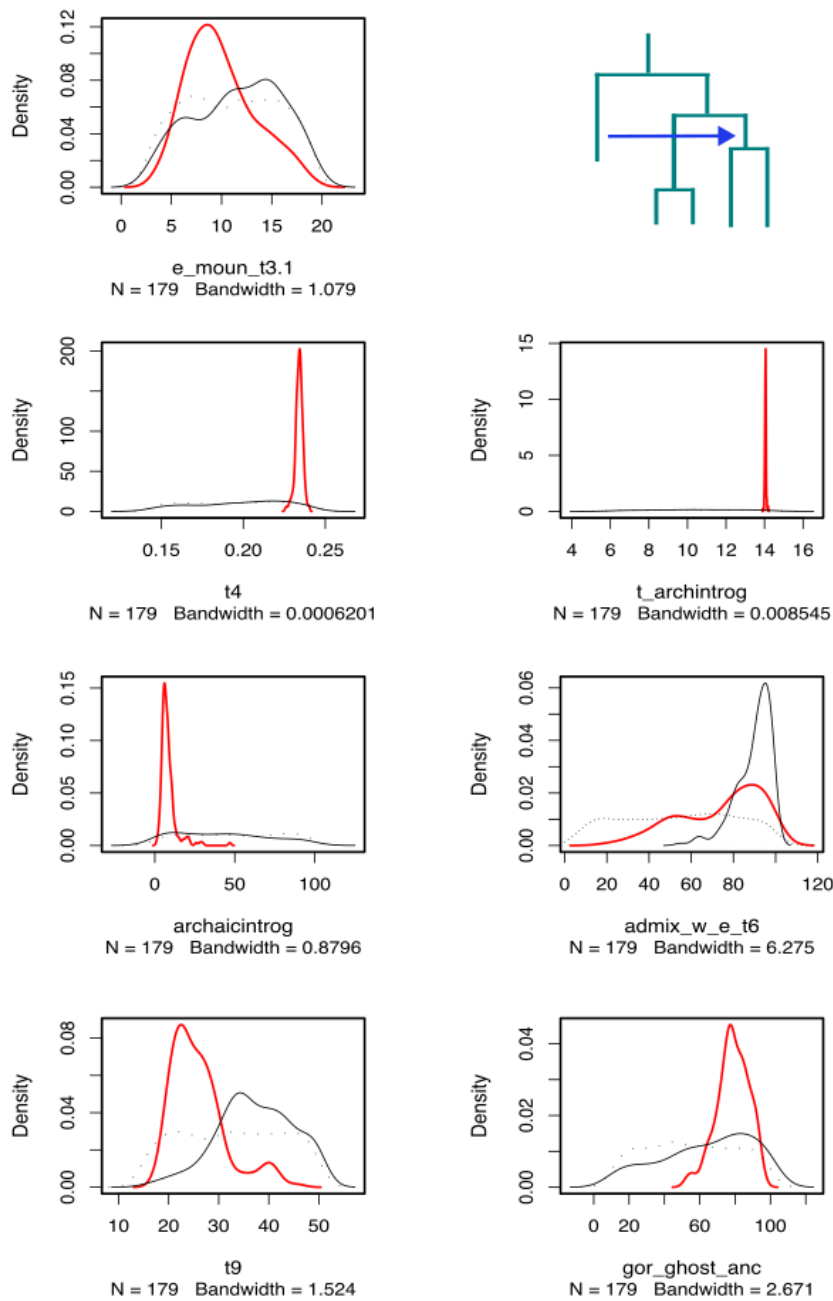 Density
0.00 0.04 0.08 0.12
0 5 10 15 20
e_moun_t3.1
N = 179 Bandwidth = 1.079
Density
0 50 100 200
0.15 0.20 0.25
t4
N = 179 Bandwidth = 0.0006201
Density
0 5 10 15
4 6 8 10 12 14 16
t_archintrog
N = 179 Bandwidth = 0.008545
Density
0.00 0.05 0.10 0.15
0 50 100
archaicintrog
N = 179 Bandwidth = 0.8796
Density
0.00 0.02 0.04 0.06
0 20 40 60 80 120
admix_w_e_t6
N = 179 Bandwidth = 6.275
Density
0.00 0.04 0.08
10 20 30 40 50
t9
N = 179 Bandwidth = 1.524
Density
0.00 0.02 0.04
0 20 60 100
gor_ghost_anc
N = 179 Bandwidth = 2.671